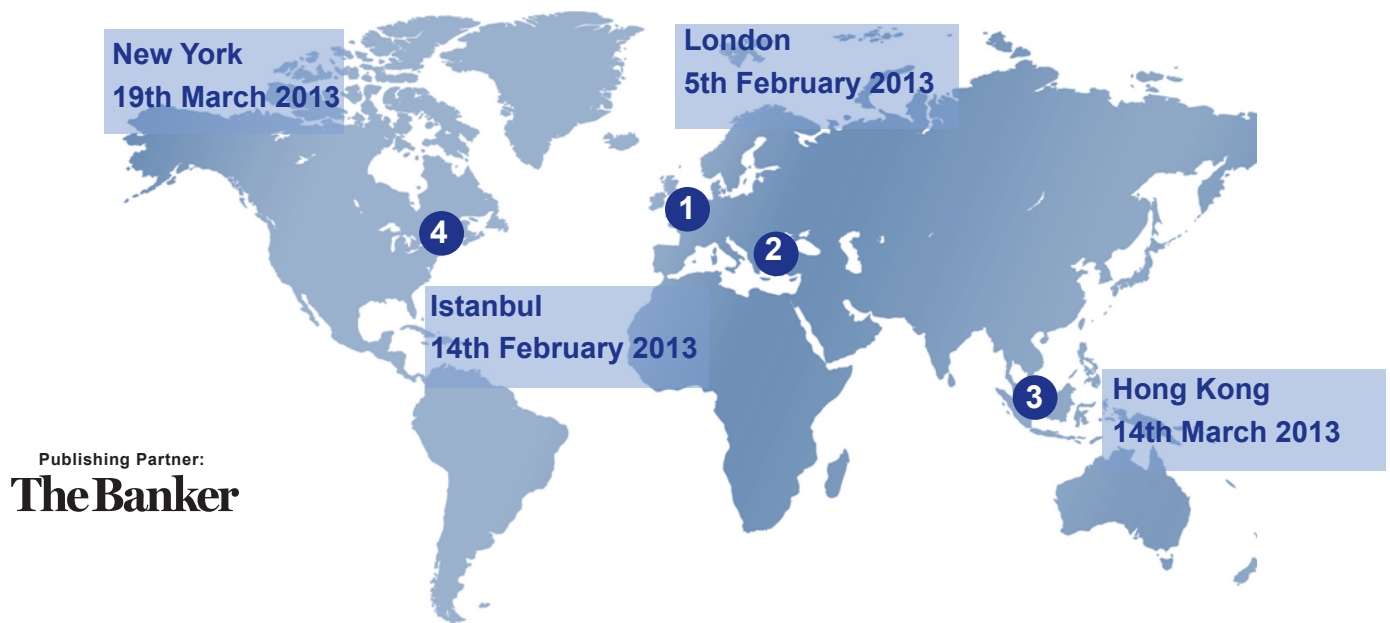 New York
19th March 2013
London
5th February 2013
1
4
2
Istanbul
14th February 2013
3
Hong Kong
14th March 2013
Publishing Partner:
The Banker